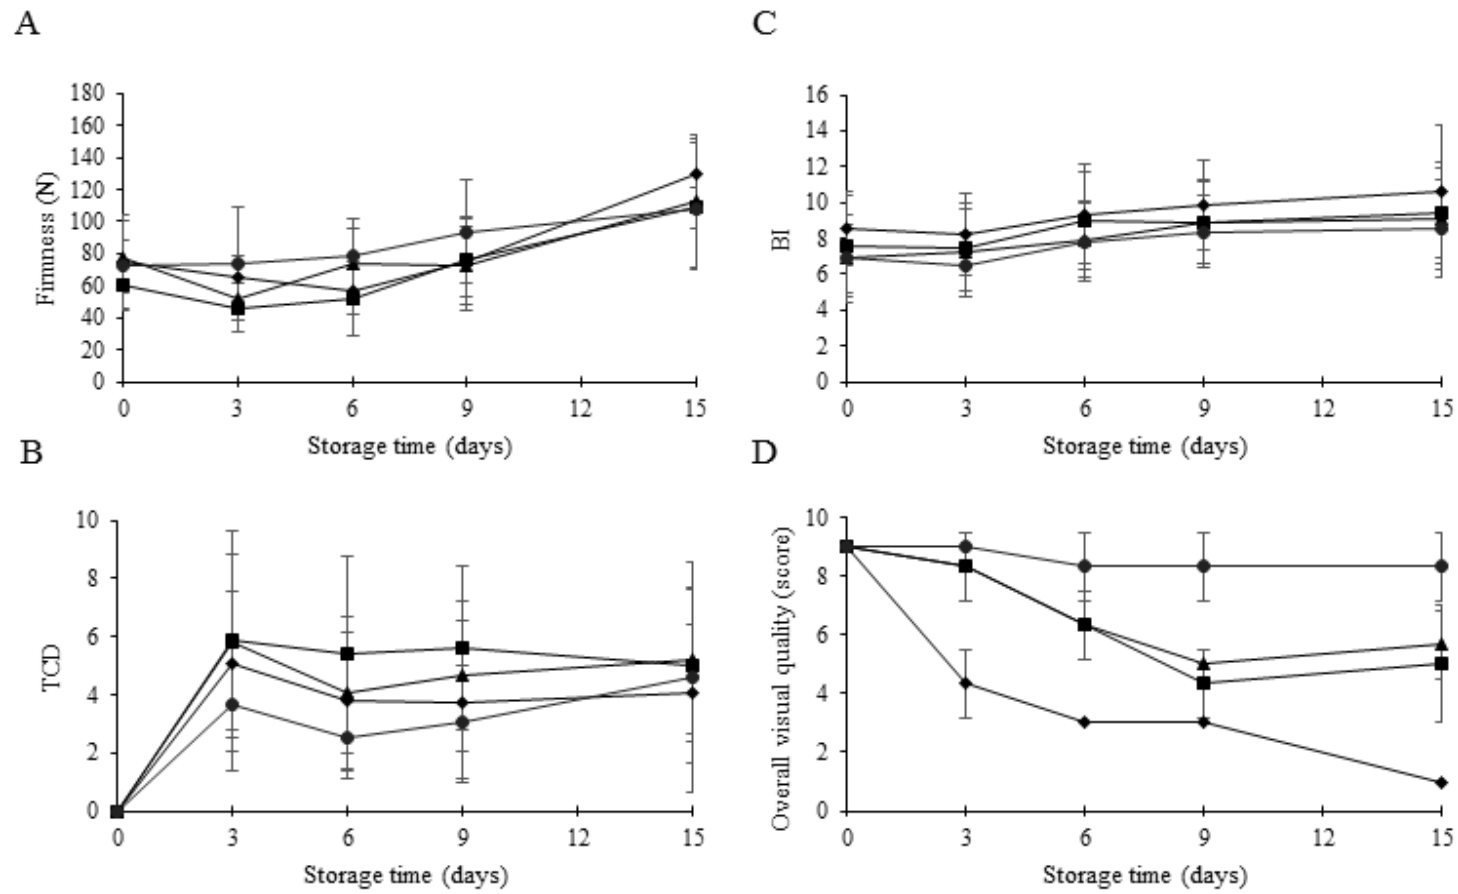 A
180
160
140
120
100
80
60
40
20
0
Firmness (N)
0 3 6 9 12 15
Storage time (days)
B
10
8
6
4
2
0
TCD
0 3 6 9 12 15
Storage time (days)
C
16
14
12
10
8
6
4
2
0
BI
0 3 6 9 12 15
Storage time (days)
D
10
8
6
4
2
0
Overall visual quality (score)
0 3 6 9 12 15
Storage time (days)